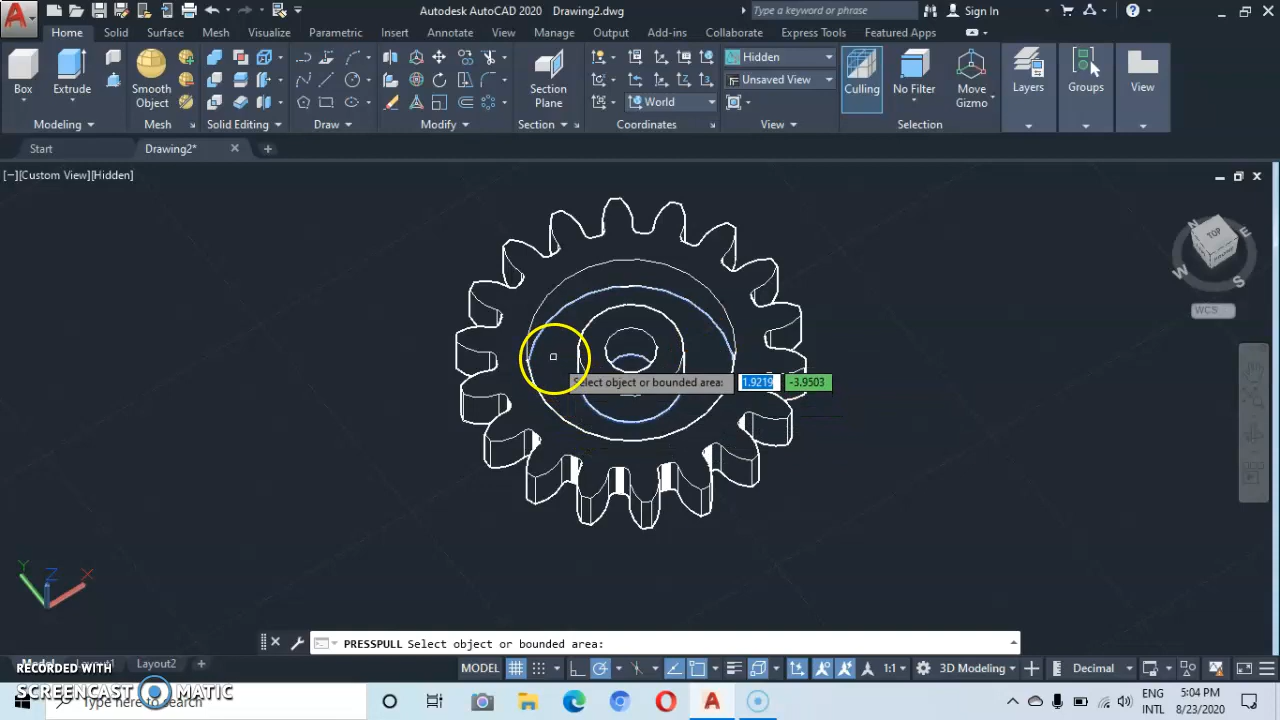 Autodesk AutoCAD 2020 Drawing2.dwg
Type a keyword or phrase
Sign In
Home Solid Surface Mesh Visualize Parametric Insert Annotate View Manage Output Add-ins Collaborate Express Tools Featured Apps
Box
Extrude
Smooth
Object
Section
Plane
World
Hidden
Unsaved View
Culling
No Filter
Move
Gizmo
Layers
Groups
View
Modeling Mesh Solid Editing Draw Modify Section Coordinates View Selection
Start Drawing2*
[−][Custom View][Hidden]
N
E
W
S
TOP
WCS
Select object or bounded area: 1.9219 -3.9503
Y
Z
X
PRESSPULL Select object or bounded area:
Layout2
MODEL
1:1
3D Modeling
Decimal
RECORDED WITH
SCREENCAST MATIC
Type here to search
ENG
INTL
5:04 PM
8/23/2020